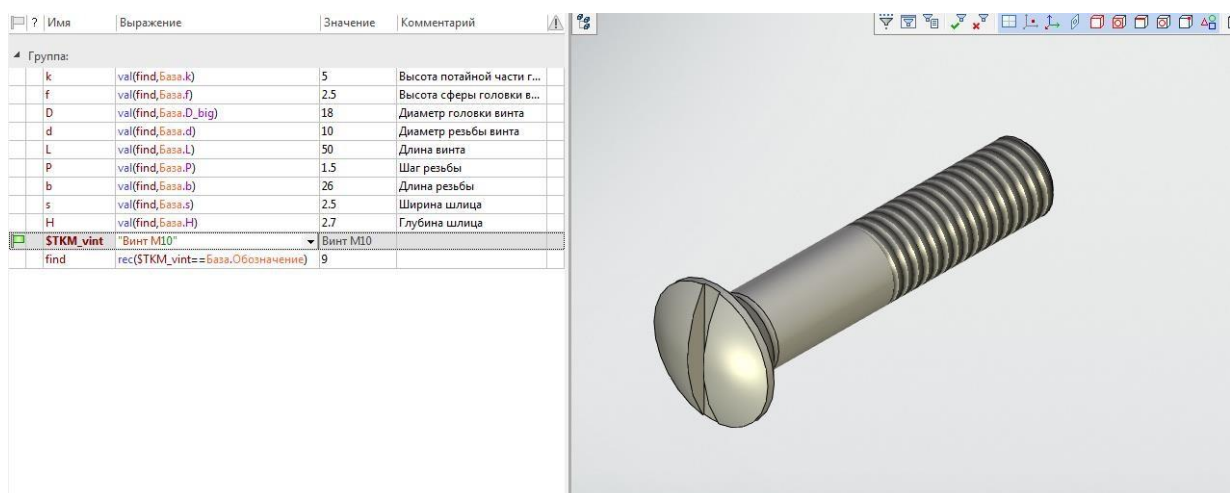 ? Имя Выражение Значение Комментарий
Группа:
k val(find,База.k) 5 Высота потайной части г...
f val(find,База.f) 2.5 Высота сферы головки в...
D val(find,База.D_big) 18 Диаметр головки винта
d val(find,База.d) 10 Диаметр резьбы винта
L val(find,База.L) 50 Длина винта
P val(find,База.P) 1.5 Шаг резьбы
b val(find,База.b) 26 Длина резьбы
s val(find,База.s) 2.5 Ширина шлица
H val(find,База.H) 2.7 Глубина шлица
$TKM_vint "Винт М10" Винт М10
find rec($TKM_vint==База.Обозначение) 9